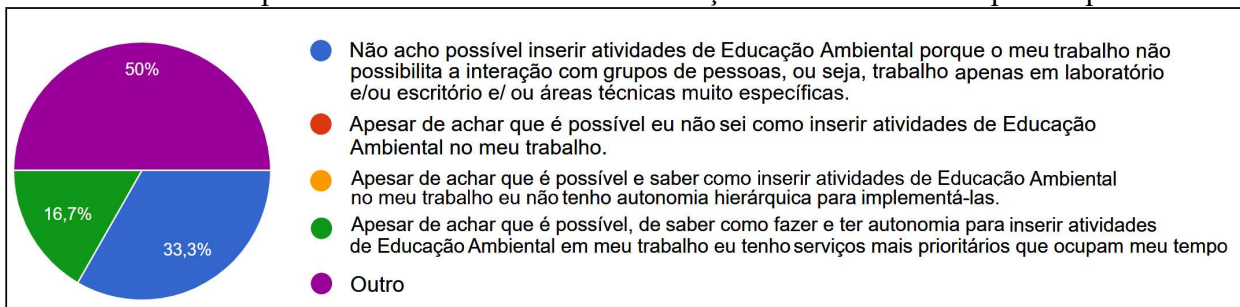 50%
16,7%
33,3%
Não acho possível inserir atividades de Educação Ambiental porque o meu trabalho não
possibilita a interação com grupos de pessoas, ou seja, trabalho apenas em laboratório
e/ou escritório e/ ou áreas técnicas muito específicas.
Apesar de achar que é possível eu não sei como inserir atividades de Educação
Ambiental no meu trabalho.
Apesar de achar que é possível e saber como inserir atividades de Educação Ambiental
no meu trabalho eu não tenho autonomia hierárquica para implementá-las.
Apesar de achar que é possível, de saber como fazer e ter autonomia para inserir atividades
de Educação Ambiental em meu trabalho eu tenho serviços mais prioritários que ocupam meu tempo
Outro